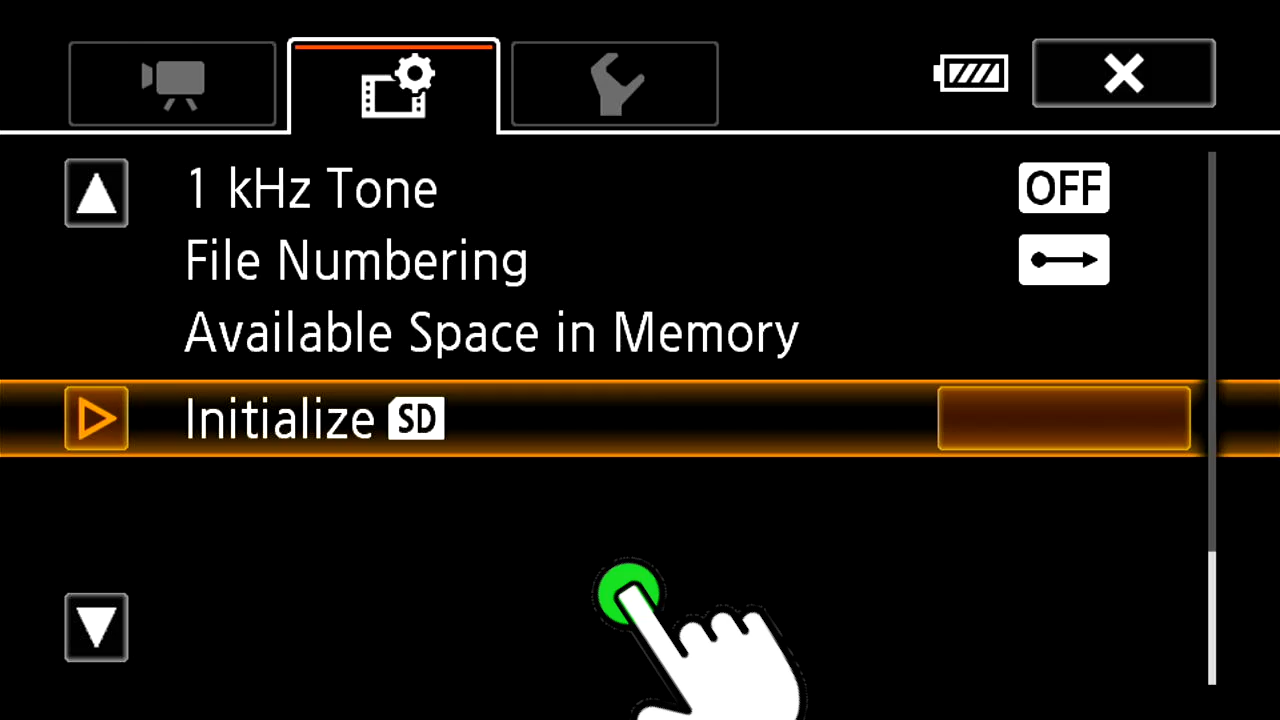 1 kHz Tone
OFF
File Numbering
Available Space in Memory
Initialize SD